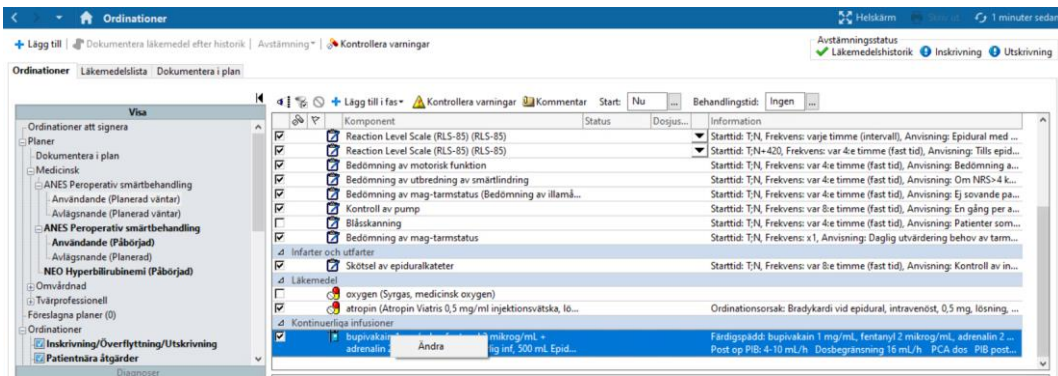 Ordinationer
Helskärm
1 minuter sedan
Lägg till
Dokumentera läkemedel efter historik
Avstämning
Kontrollera varningar
Avstämningsstatus
Läkemedelshistorik Inskrivning Utskrivning
Ordinationer Läkemedelslista Dokumentera i plan
Lägg till i fas Kontrollera varningar Kommentar Start: Nu ... Behandlingstid: Ingen ...
Visa
Ordinationer att signera
Planer
Dokumentera i plan
Medicinsk
ANES Peroperativ smärtbehandling
Användande (Planerad väntar)
Avlägsnande (Planerad väntar)
ANES Peroperativ smärtbehandling
Användande (Påbörjad)
Avlägsnande (Planerad)
NEO Hyperbilirubinemi (Påbörjad)
Omvårdnad
Tvärprofessionell
Föreslagna planer (0)
Ordinationer
Inskrivning/Överflyttning/Utskrivning
Patientnära åtgärder
Diagnoser
Komponent Status Dosjus... Information
Reaction Level Scale (RLS-85) (RLS-85) Starttid: T;N, Frekvens: varje timme (intervall), Anvisning: Epidural med ...
Reaction Level Scale (RLS-85) (RLS-85) Starttid: T;N+420, Frekvens: var 4:e timme (fast tid), Anvisning: Tills epid...
Bedömning av motorisk funktion Starttid: T;N, Frekvens: var 4:e timme (fast tid), Anvisning: Bedömning a...
Bedömning av utbredning av smärtlindring Starttid: T;N, Frekvens: var 4:e timme (fast tid), Anvisning: Om NRS>4 k...
Bedömning av mag-tarmstatus (Bedömning av illamå... Starttid: T;N, Frekvens: var 4:e timme (fast tid), Anvisning: Ej sovande pa...
Kontroll av pump Starttid: T;N, Frekvens: var 8:e timme (fast tid), Anvisning: En gång per a...
Blåsskanning Starttid: T;N, Frekvens: var 4:e timme (fast tid), Anvisning: Patienter som...
Bedömning av mag-tarmstatus Starttid: T;N, Frekvens: x1, Anvisning: Daglig utvärdering behov av tarm...
Infarter och utfarter
Skötsel av epiduralkateter Starttid: T;N, Frekvens: var 8:e timme (fast tid), Anvisning: Kontroll av in...
Läkemedel
oxygen (Syrgas, medicinsk oxygen)
atropin (Atropin Viatris 0,5 mg/ml injektionsvätska, lö... Ordinationsorsak: Bradykardi vid epidural, intravenöst, 0,5 mg, lösning, ...
Kontinuerliga infusioner
bupivakain mikrog/mL + Färdigspädd: bupivakain 1 mg/mL, fentanyl 2 mikrog/mL, adrenalin 2 ...
adrenalin 2 lig inf, 500 mL Epid... Post op PIB: 4-10 mL/h Dosbegränsning 16 mL/h PCA dos PIB post...
Ändra